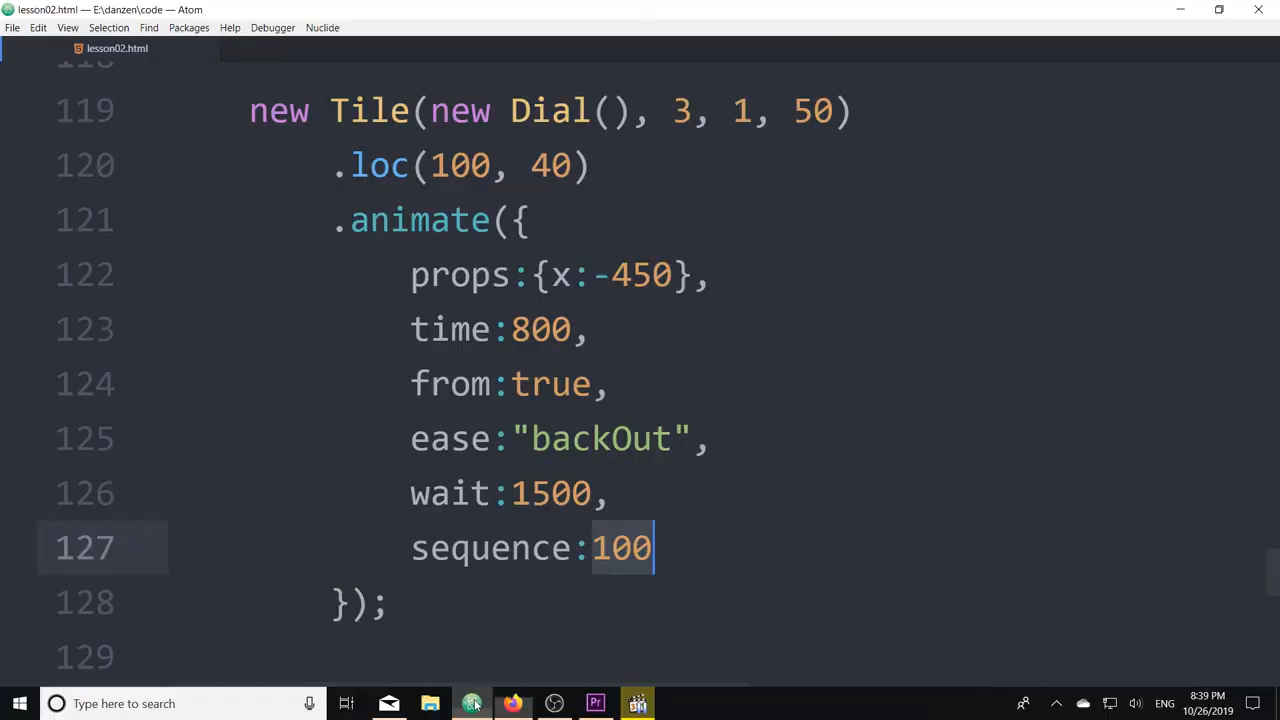 lesson02.html — E:\danzen\code — Atom
File Edit View Selection Find Packages Help Debugger Nuclide
lesson02.html
118
119 new Tile(new Dial(), 3, 1, 50)
120 .loc(100, 40)
121 .animate({
122 props:{x:-450},
123 time:800,
124 from:true,
125 ease:"backOut",
126 wait:1500,
127 sequence:100
128 });
129
Type here to search
Pr
ENG
8:39 PM
10/26/2019